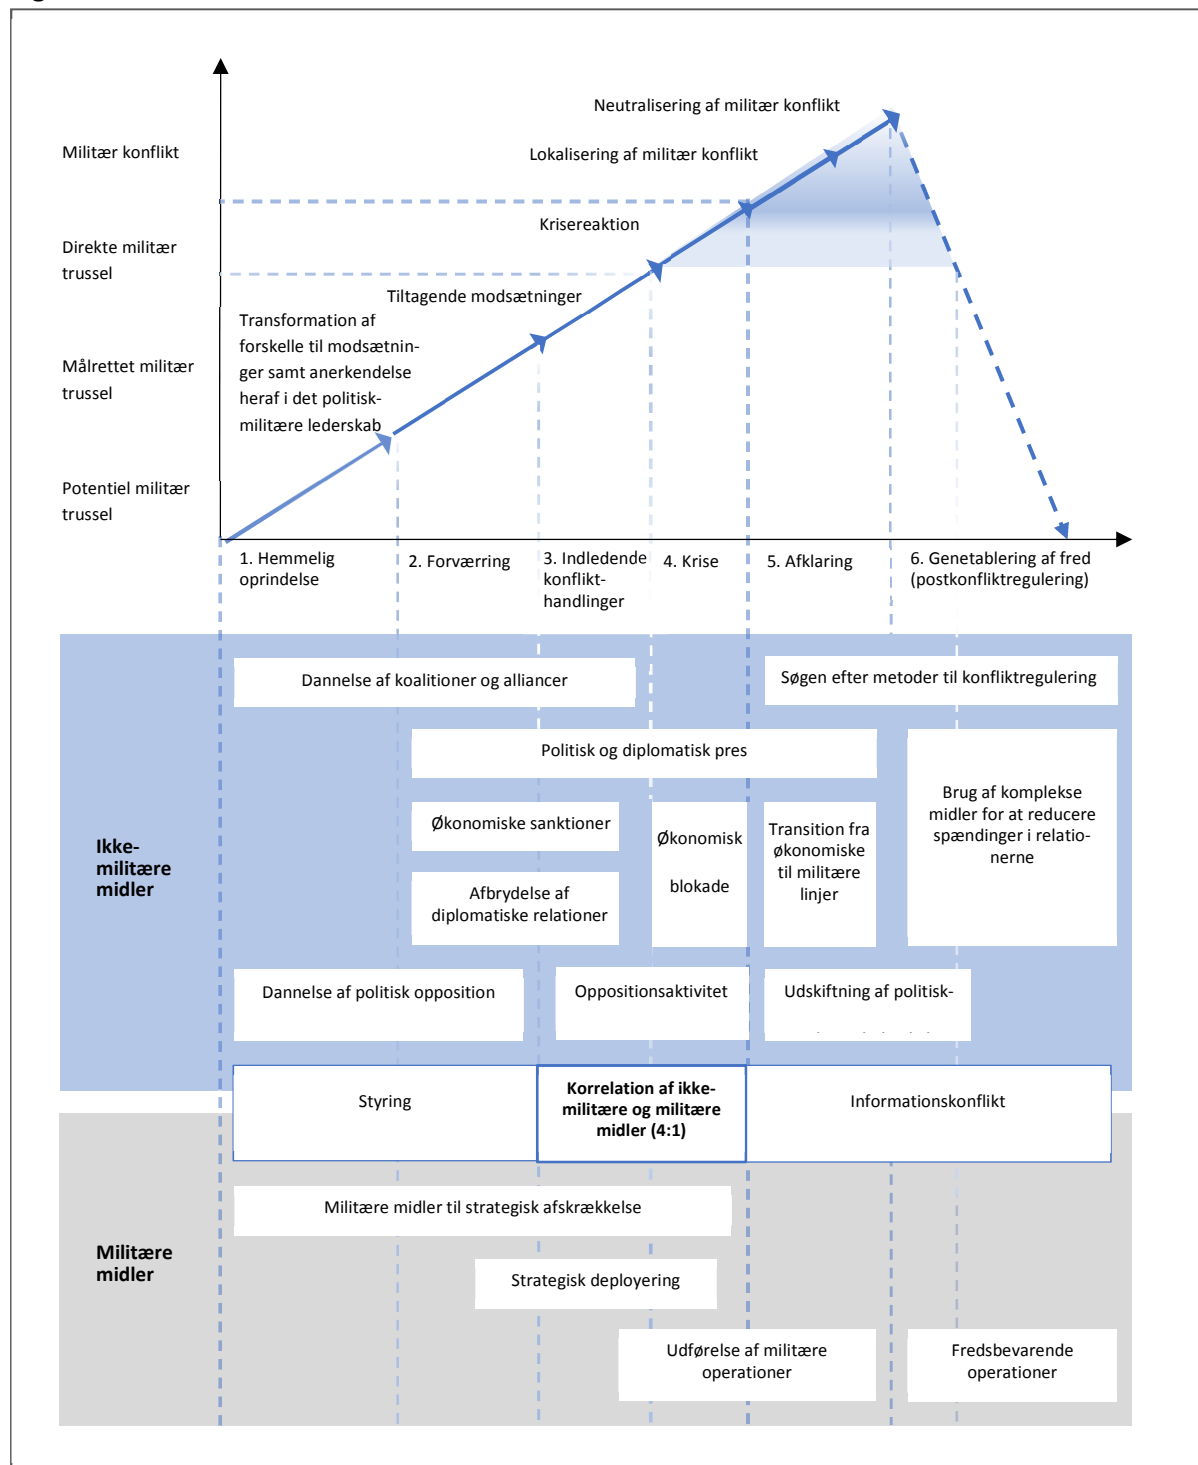 Neutralisering af militær konflikt
Militær konflikt
Lokalisering af militær konflikt
Krisereaktion
Direkte militær
trussel
Tiltagende modsætninger
Transformation af
forskelle til modsætnin-
ger samt anerkendelse
heraf i det politisk-
militære lederskab
Målrettet militær
trussel
Potentiel militær
trussel
1. Hemmelig
oprindelse
2. Forværring
3. Indledende
konflikt-
handlinger
4. Krise
5. Afklaring
6. Genetablering af fred
(postkonfliktregulering)
Dannelse af koalitioner og alliancer
Søgen efter metoder til konfliktregulering
Politisk og diplomatisk pres
Brug af komplekse
midler for at reducere
spændinger i relatio-
nerne
Økonomiske sanktioner
Økonomisk
blokade
Transition fra
økonomiske
til militære
linjer
Ikke-
militære
midler
Afbrydelse af
diplomatiske relationer
Dannelse af politisk opposition
Oppositionsaktivitet
Udskiftning af politisk-
Styring
Korrelation af ikke-
militære og militære
midler (4:1)
Informationskonflikt
Militære midler til strategisk afskrækkelse
Militære
midler
Strategisk deployering
Udførelse af militære
operationer
Fredsbevarende
operationer